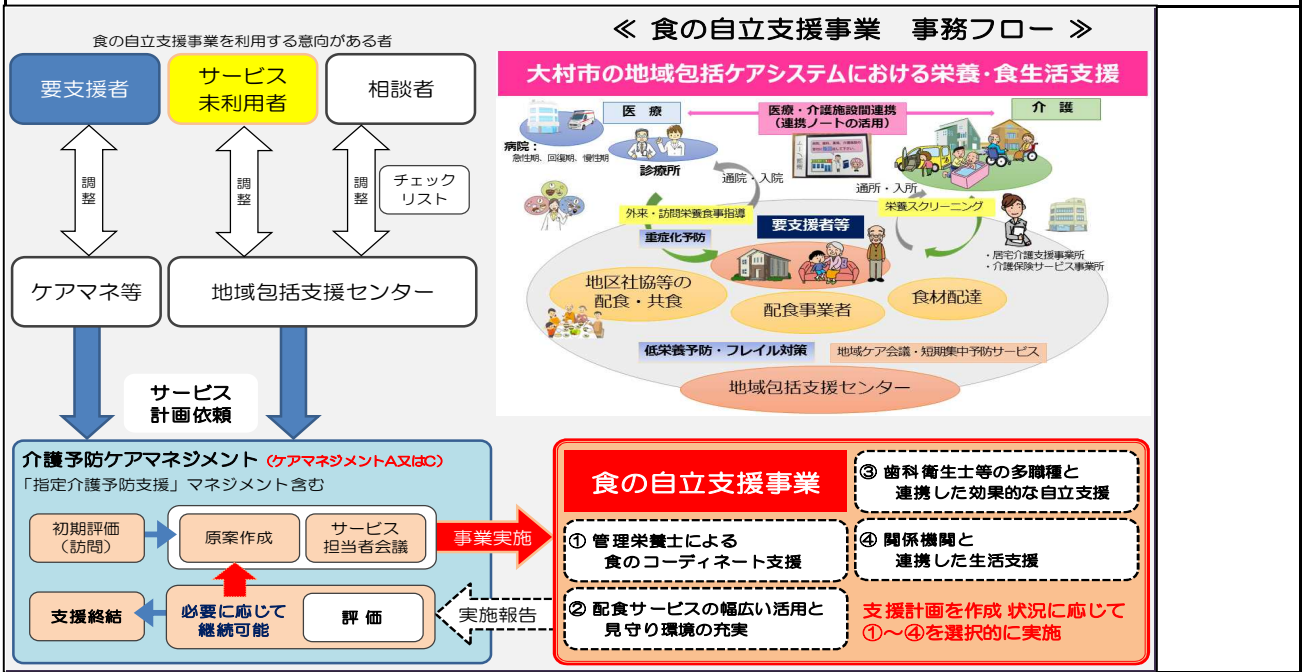 ≪ 食の自立支援事業　事務フロー ≫
食の自立支援事業を利用する意向がある者
要支援者
サービス
未利用者
相談者
調整
調整
調整
チェック
リスト
ケアマネ等
地域包括支援センター
サービス
計画依頼
大村市の地域包括ケアシステムにおける栄養・食生活支援
医 療
医療・介護施設間連携
（連携ノートの活用）
介 護
病院：
急性期、回復期、慢性期
診療所
通院・入院
通所・入所
外来・訪問栄養食事指導
栄養スクリーニング
重症化予防
要支援者等
・居宅介護支援事業所
・介護保険サービス事業所
地区社協等の
配食・共食
配食事業者
食材配達
低栄養予防・フレイル対策
地域ケア会議・短期集中予防サービス
地域包括支援センター
介護予防ケアマネジメント（ケアマネジメントA又はC）
「指定介護予防支援」マネジメント含む
初期評価
（訪問）
原案作成
サービス
担当者会議
支援終結
必要に応じて
継続可能
評 価
事業実施
実施報告
食の自立支援事業
① 管理栄養士による
食のコーディネート支援
② 配食サービスの幅広い活用と
見守り環境の充実
③ 歯科衛生士等の多職種と
連携した効果的な自立支援
④ 関係機関と
連携した生活支援
支援計画を作成 状況に応じて
①～④を選択的に実施